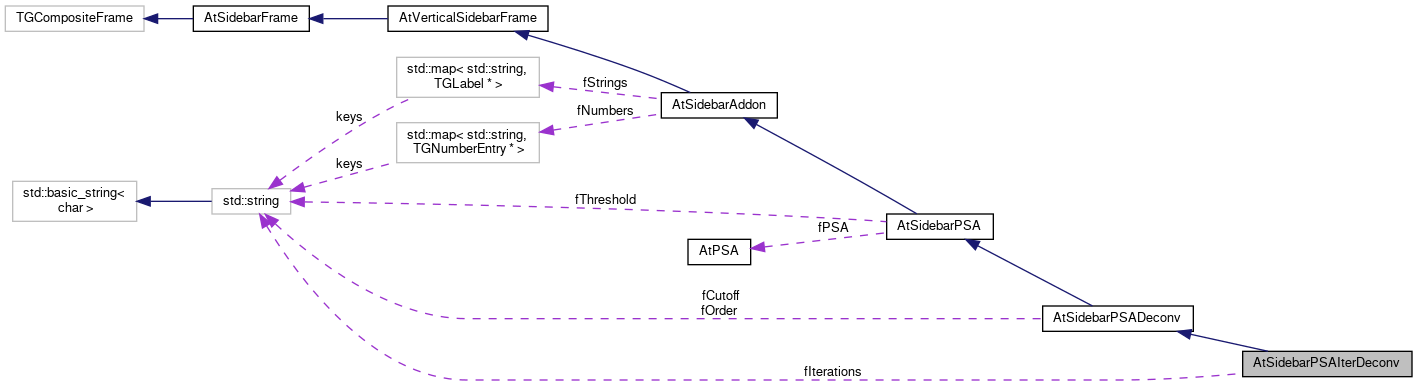 TGCompositeFrame
AtSidebarFrame
AtVerticalSidebarFrame
std::map< std::string,
TGLabel * >
fStrings
AtSidebarAddon
fNumbers
keys
std::map< std::string,
TGNumberEntry * >
keys
std::basic_string<
char >
std::string
fThreshold
AtSidebarPSA
fPSA
AtPSA
fCutoff
fOrder
AtSidebarPSADeconv
AtSidebarPSAIterDeconv
fIterations